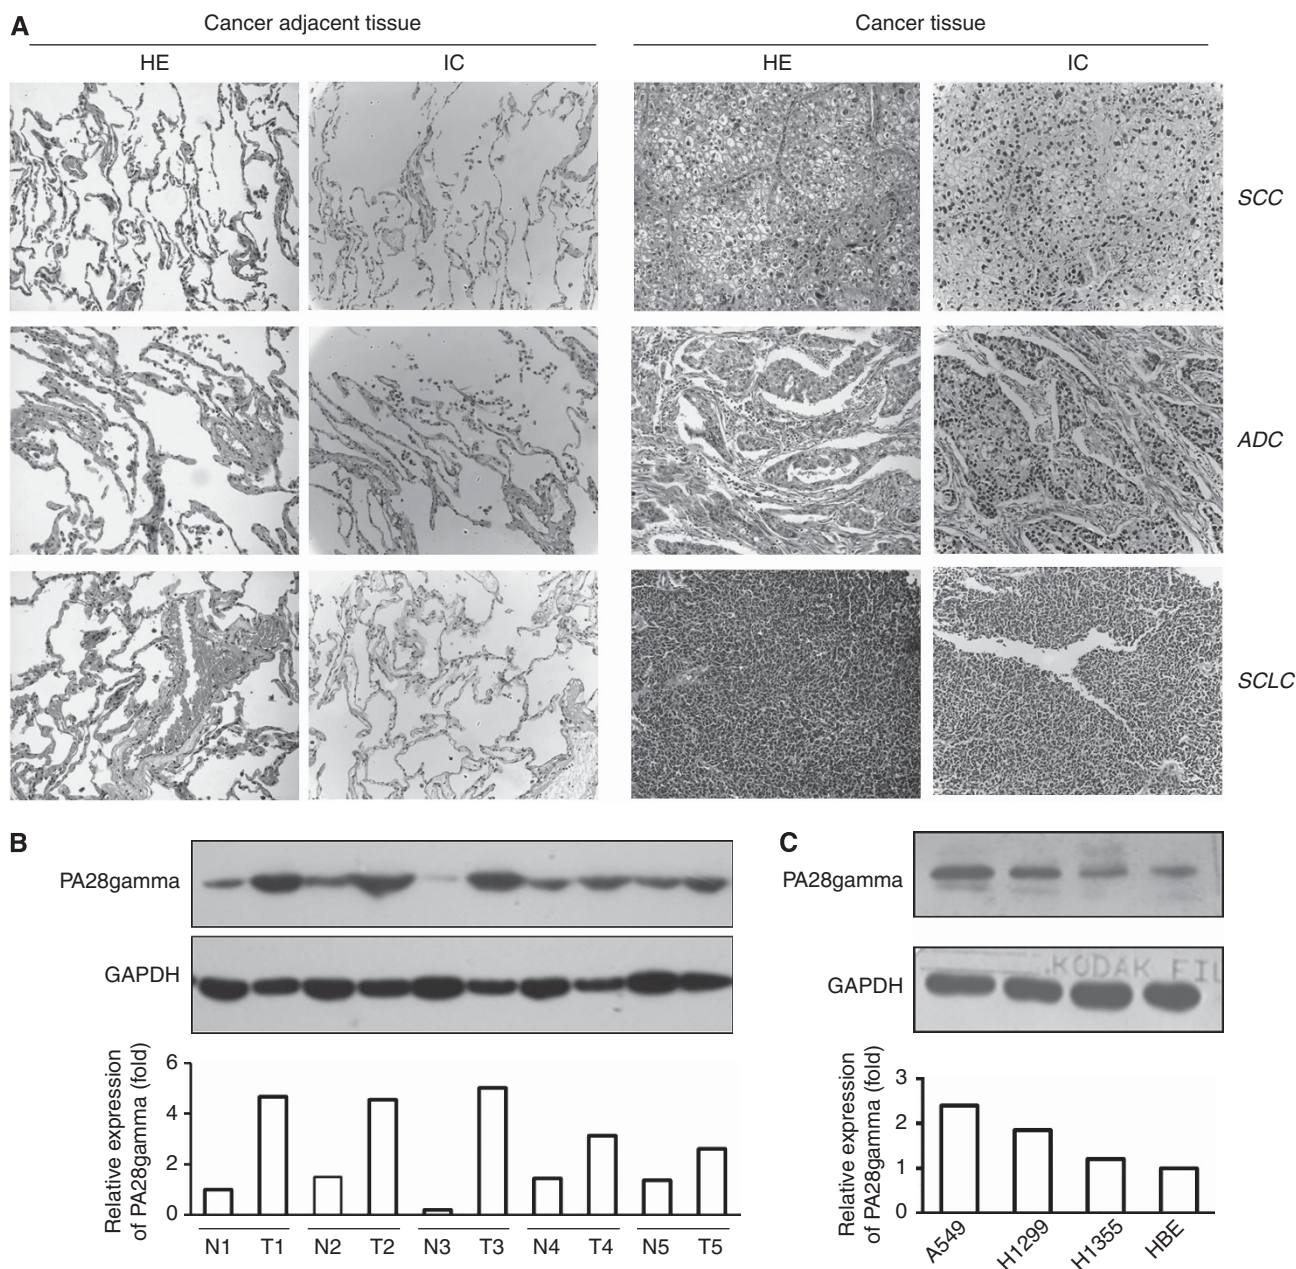 A
Cancer adjacent tissue
Cancer tissue
HE
IC
HE
IC
SCC
ADC
SCLC
B
PA28gamma
GAPDH
Relative expression
of PA28gamma (fold)
6
4
2
0
N1 T1 N2 T2 N3 T3 N4 T4 N5 T5
C
PA28gamma
GAPDH
.KODAK FIL
Relative expression
of PA28gamma (fold)
3
2
1
0
A549 H1299 H1355 HBE